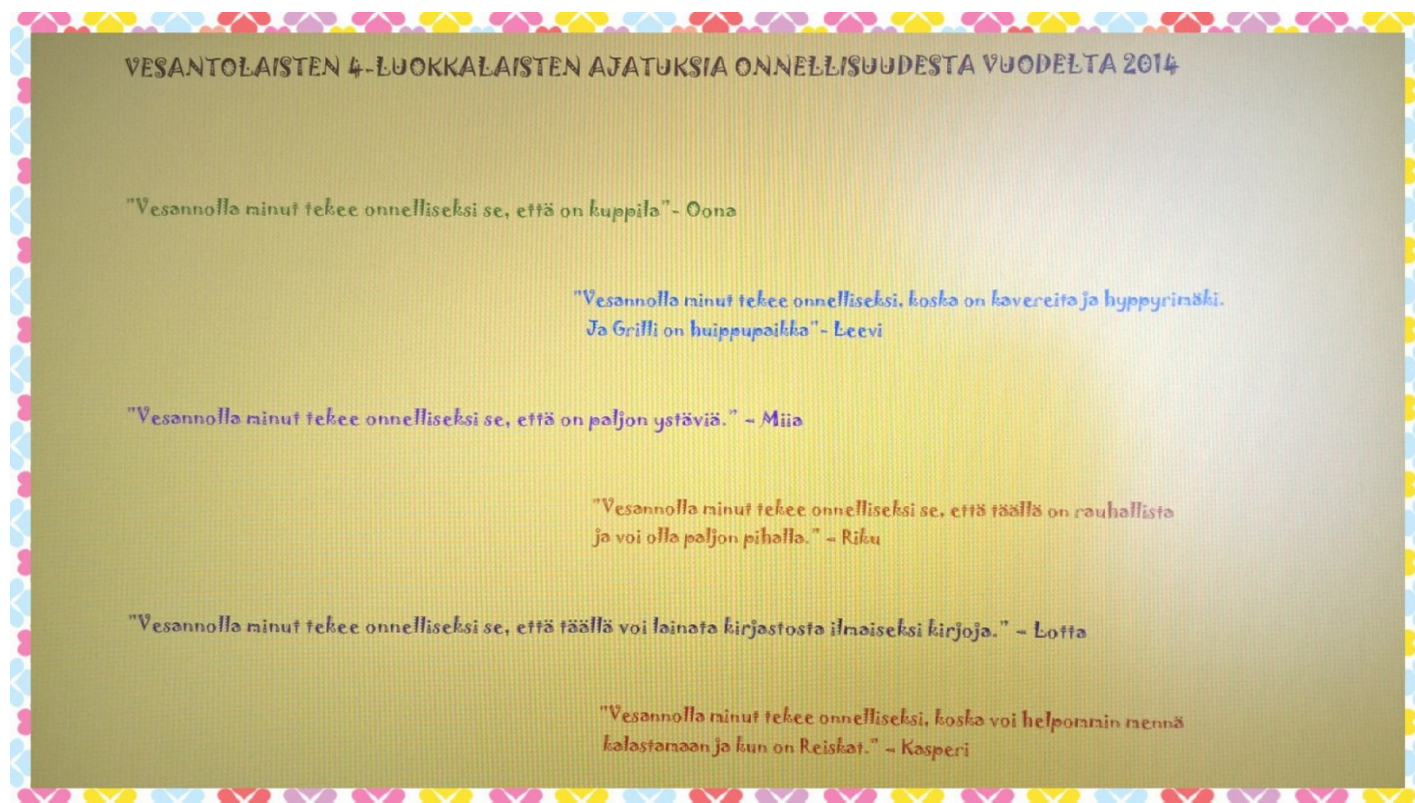 VESANTOLAISTEN 4-LUOKKALAISTEN AJATUKSIA ONNELLISUUDESTA VUODELTA 2014
"Vesannolla minut tekee onnelliseksi se, että on kuppila"- Oona
"Vesannolla minut tekee onnelliseksi, koska on kavereita ja hyppyrimäki.
Ja Grilli on huippupaikka"- Leevi
"Vesannolla minut tekee onnelliseksi se, että on paljon ystäviä." – Miia
"Vesannolla minut tekee onnelliseksi se, että täällä on rauhallista
ja voi olla paljon pihalla." – Riku
"Vesannolla minut tekee onnelliseksi se, että täällä voi lainata kirjastosta ilmaiseksi kirjoja." – Lotta
"Vesannolla minut tekee onnelliseksi, koska voi helpommin mennä
kalastamaan ja kun on Reiskat." – Kasperi